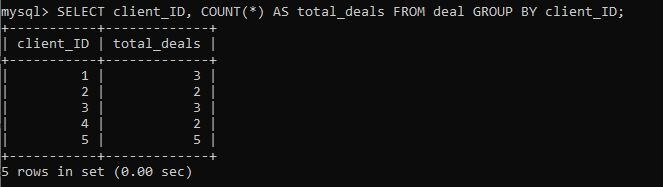 mysql> SELECT client_ID, COUNT(*) AS total_deals FROM deal GROUP BY client_ID;
+-----------+-------------+
| client_ID | total_deals |
+-----------+-------------+
|         1 |           3 |
|         2 |           2 |
|         3 |           3 |
|         4 |           2 |
|         5 |           5 |
+-----------+-------------+
5 rows in set (0.00 sec)